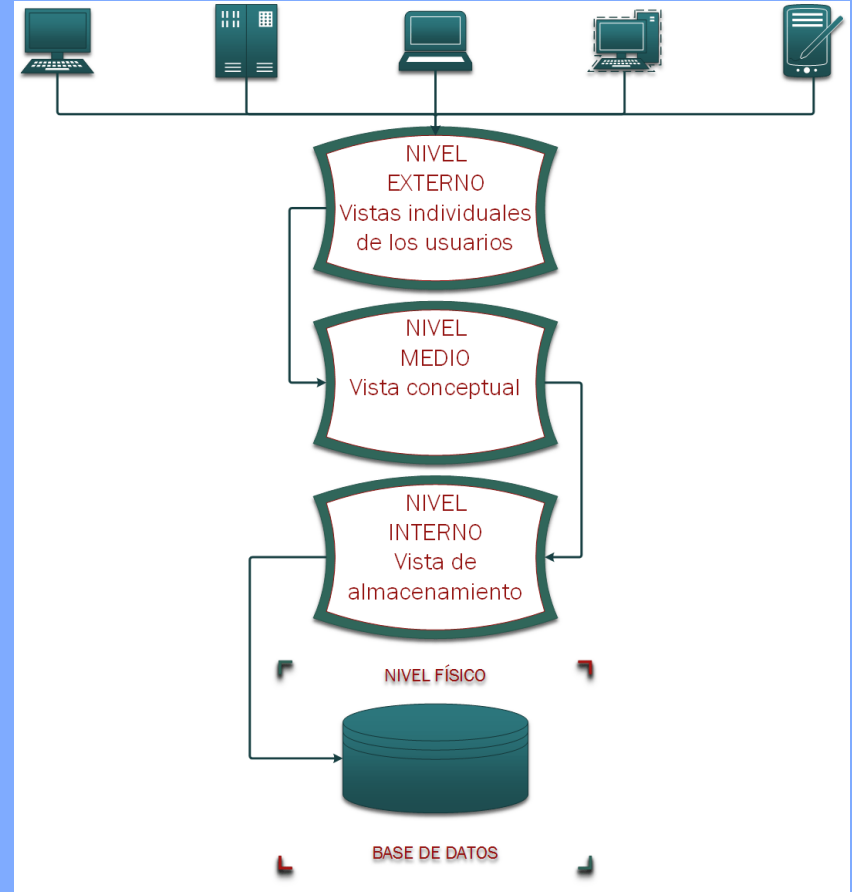 NIVEL
EXTERNO
Vistas individuales
de los usuarios
NIVEL
MEDIO
Vista conceptual
NIVEL
INTERNO
Vista de
almacenamiento
NIVEL FÍSICO
BASE DE DATOS